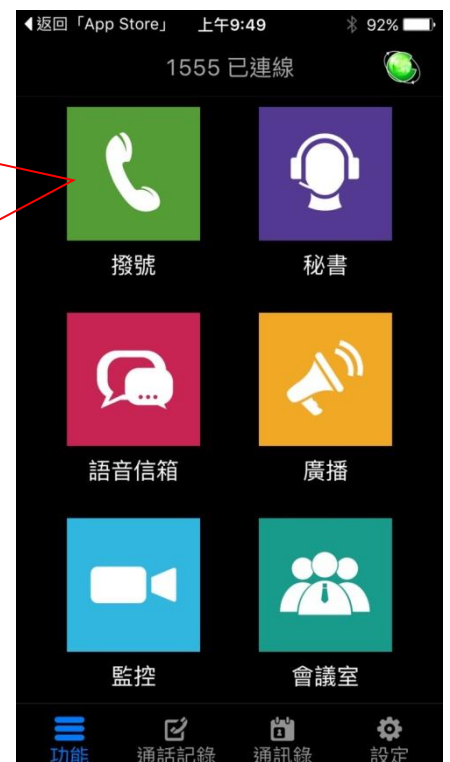 返回「App Store」 上午9:49 92%
1555 已連線
撥號 秘書
語音信箱 廣播
監控 會議室
功能 通話記錄 通訊錄 設定